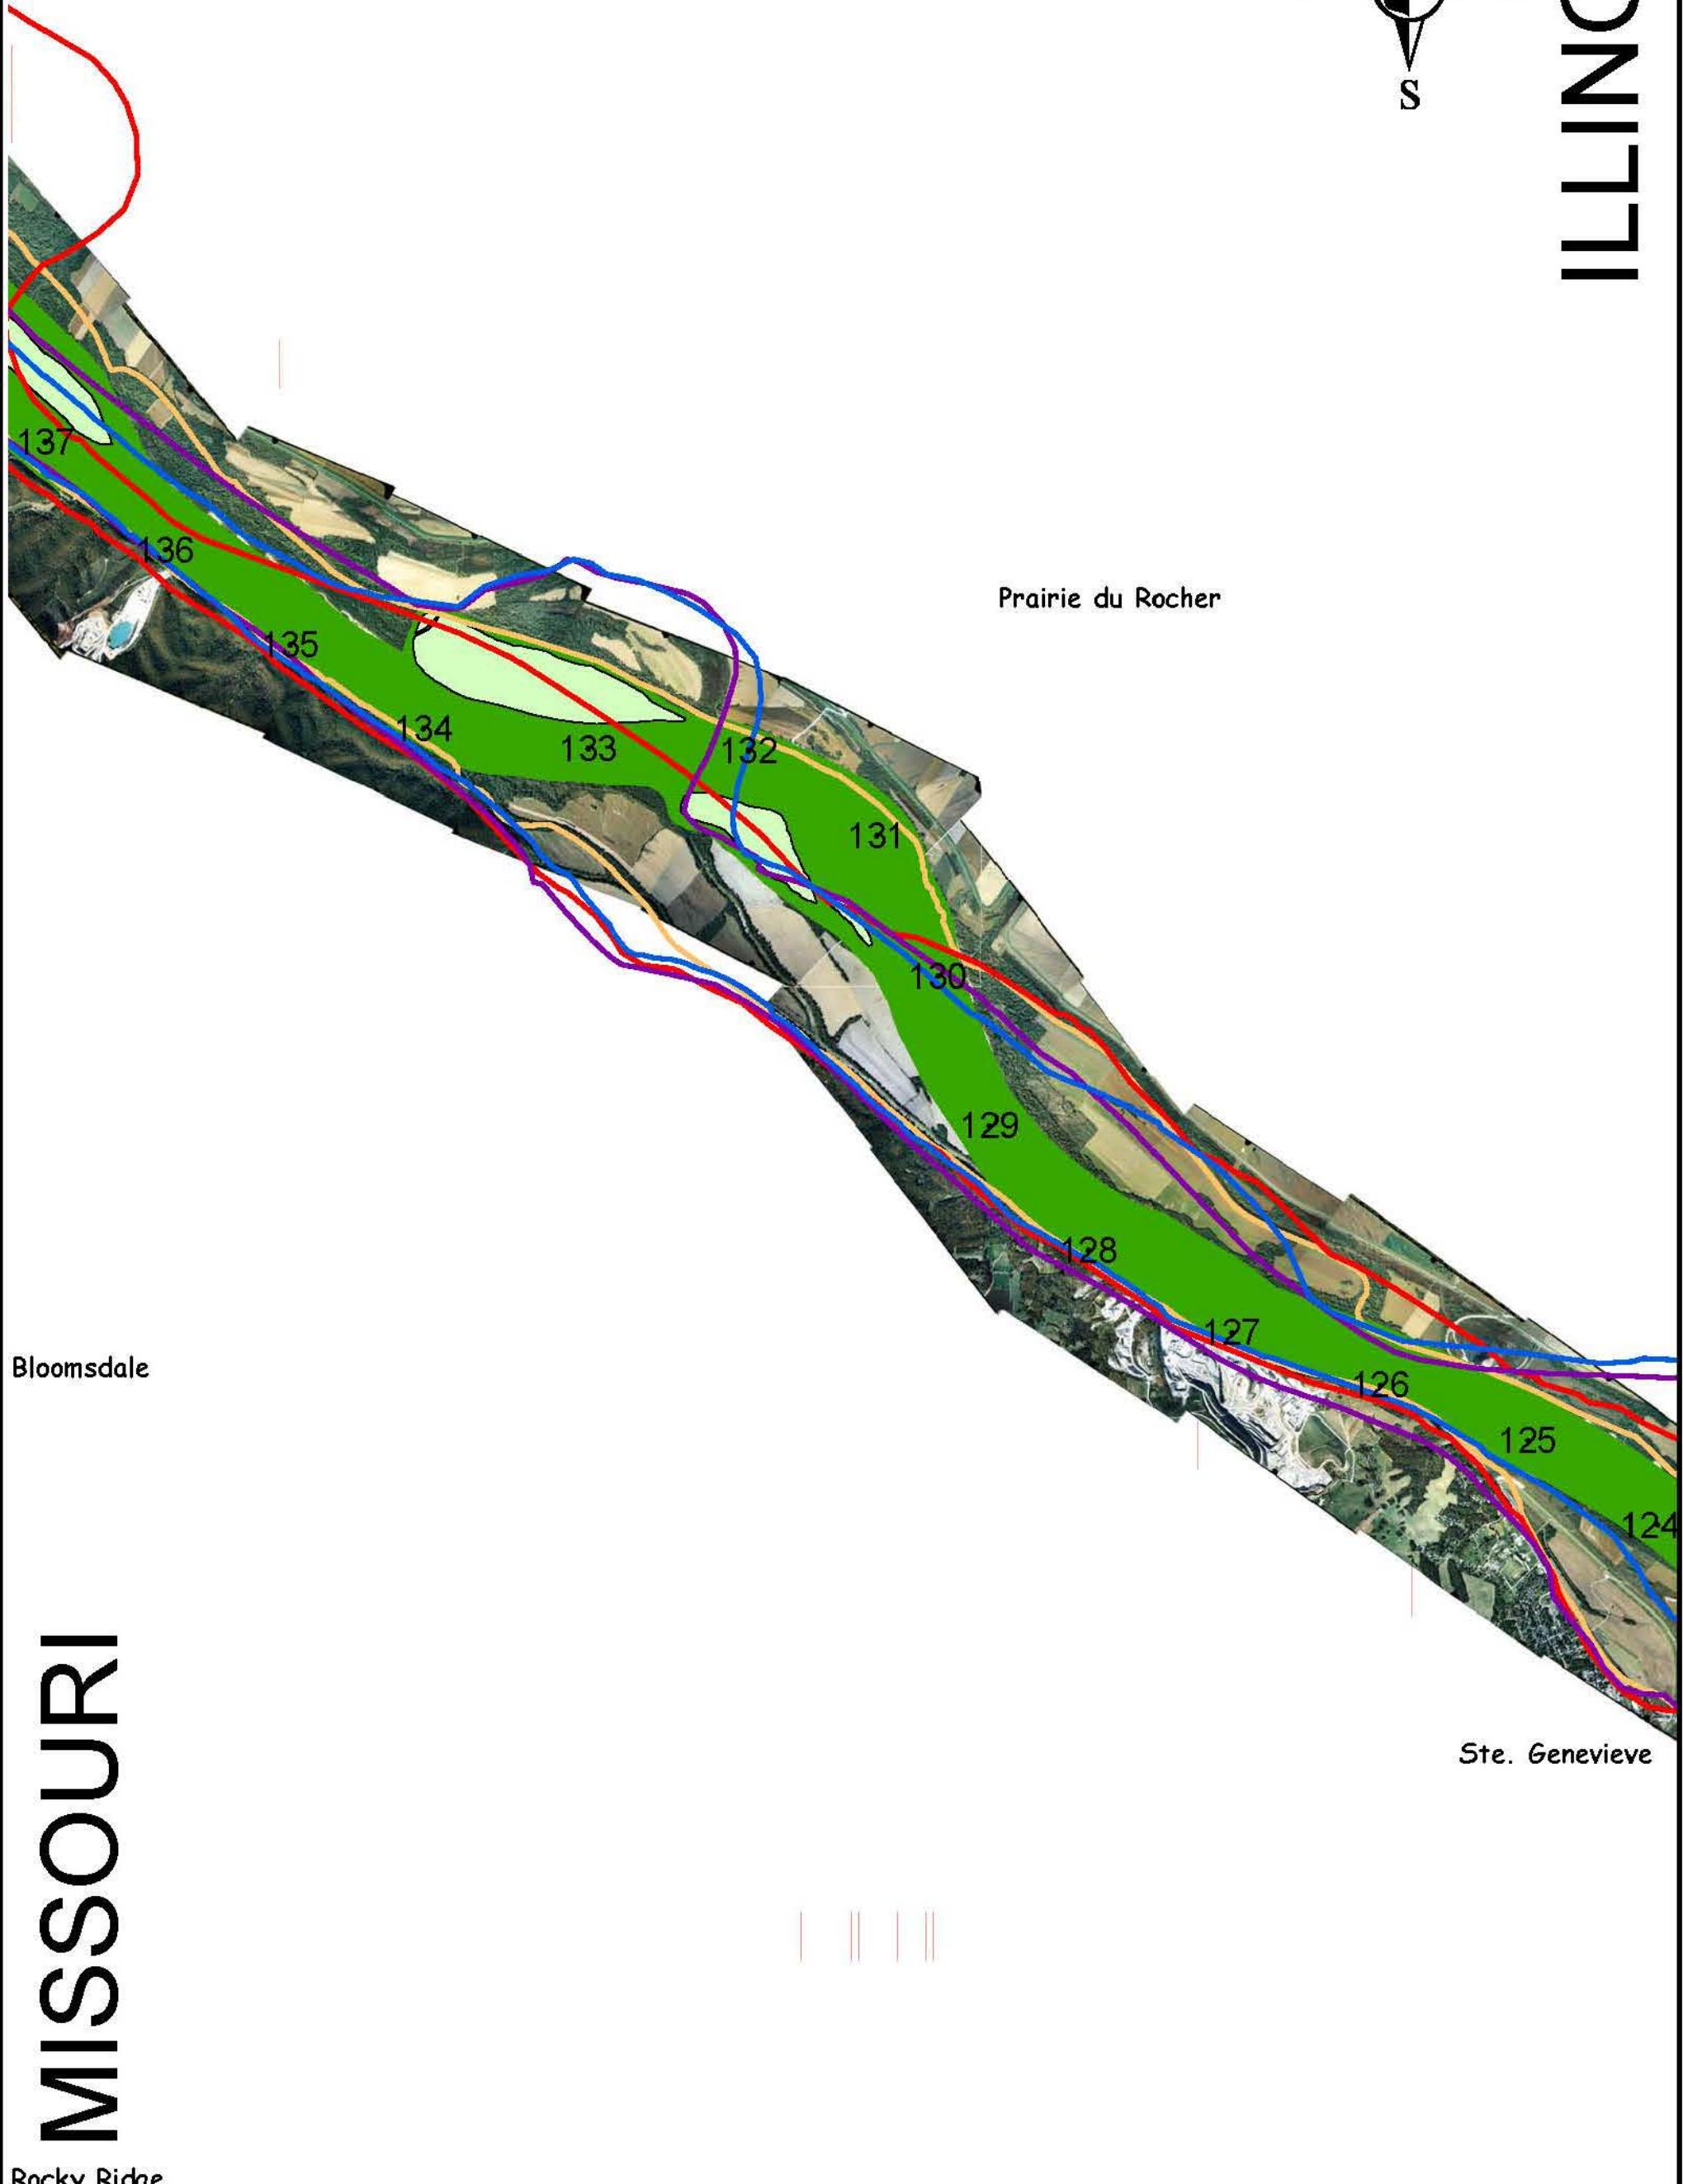 S
ILLINO
137
136
Prairie du Rocher
135
134
133
132
131
130
129
128
127
Bloomsdale
126
125
124
Ste. Genevieve
MISSOURI
Rocky Ridge